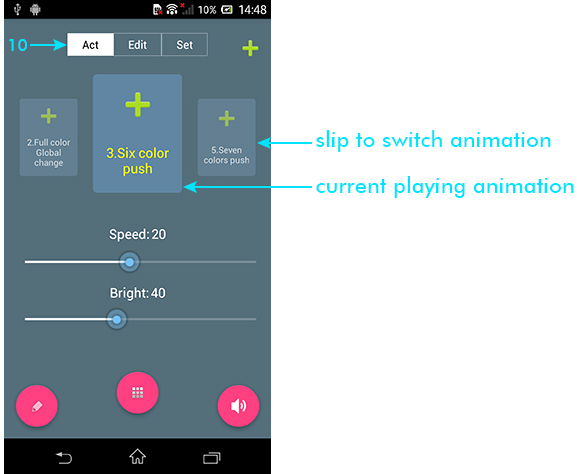 10% 14:48
10
Act Edit Set
2.Full color
Global
change
3.Six color
push
5.Seven
colors push
slip to switch animation
current playing animation
Speed: 20
Bright: 40